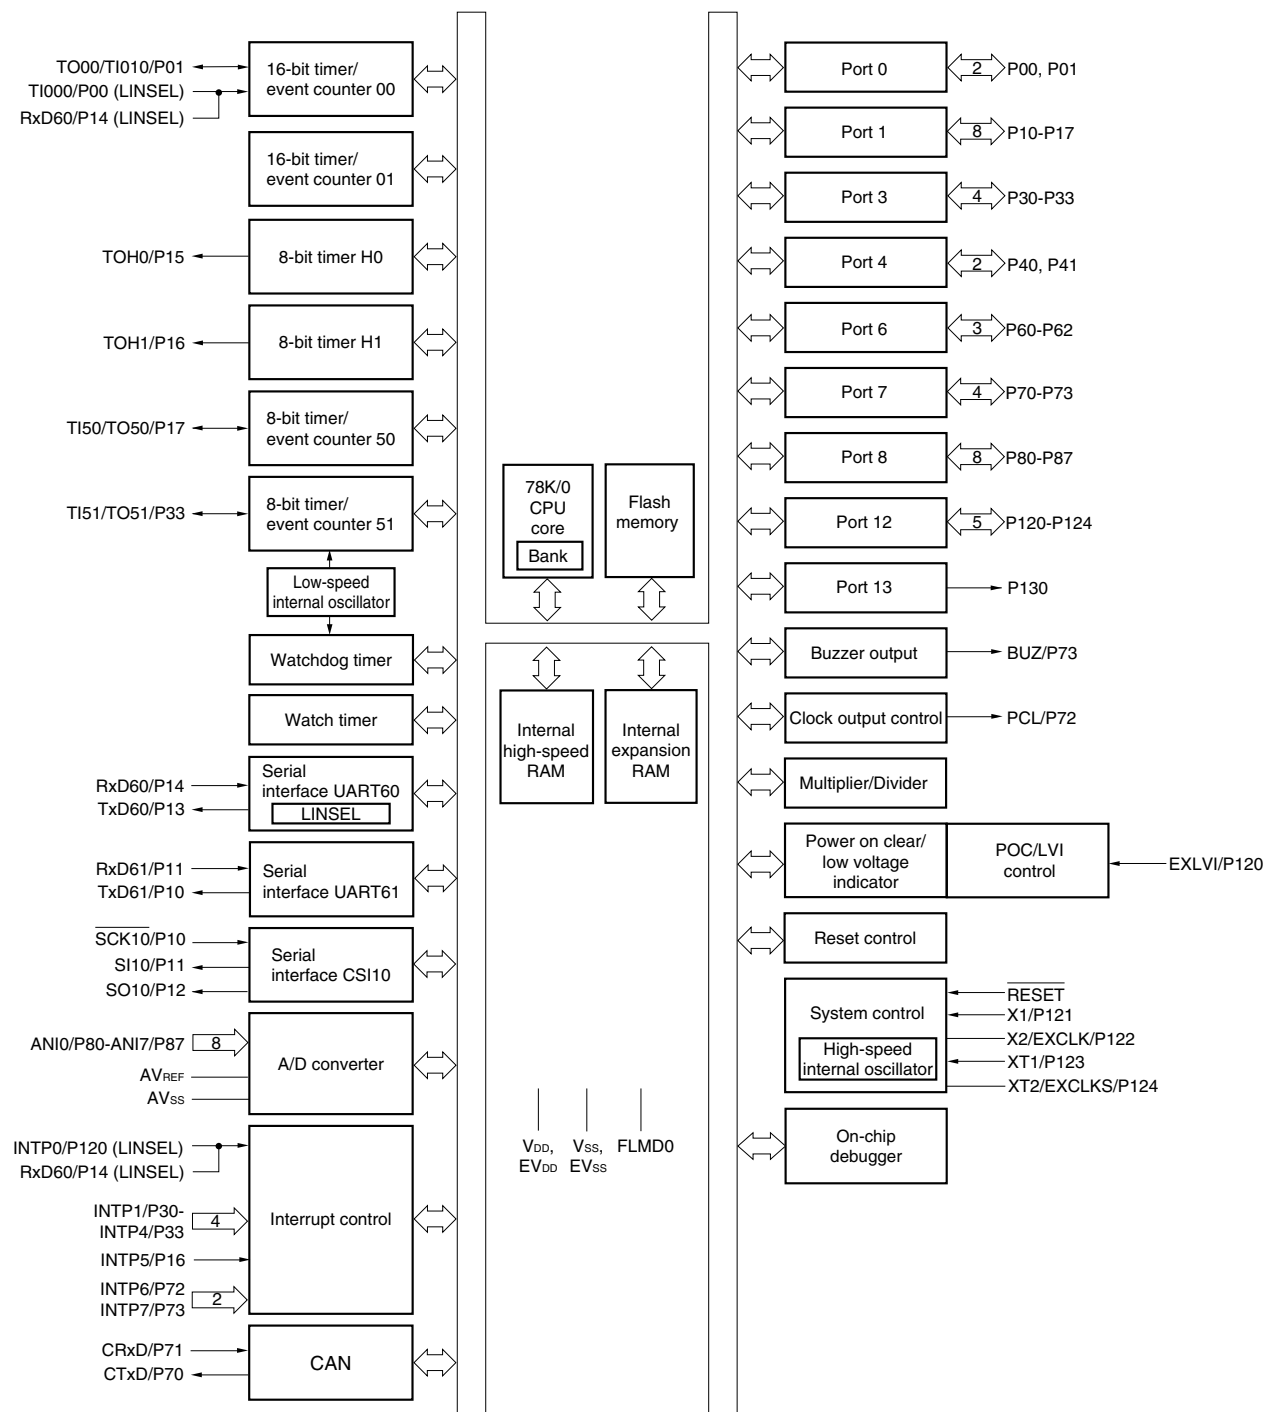 TO00/TI010/P01
TI000/P00 (LINSEL)
RxD60/P14 (LINSEL)
16-bit timer/
event counter 00
16-bit timer/
event counter 01
TOH0/P15
8-bit timer H0
TOH1/P16
8-bit timer H1
TI50/TO50/P17
8-bit timer/
event counter 50
TI51/TO51/P33
8-bit timer/
event counter 51
Low-speed
internal oscillator
Watchdog timer
Watch timer
RxD60/P14
TxD60/P13
Serial
interface UART60
LINSEL
RxD61/P11
TxD61/P10
Serial
interface UART61
SCK10/P10
SI10/P11
SO10/P12
Serial
interface CSI10
ANI0/P80-ANI7/P87
8
AVREF
AVSS
A/D converter
INTP0/P120 (LINSEL)
RxD60/P14 (LINSEL)
INTP1/P30-
INTP4/P33
4
INTP5/P16
INTP6/P72
INTP7/P73
2
Interrupt control
CRxD/P71
CTxD/P70
CAN
78K/0
CPU
core
Bank
Flash
memory
Internal
high-speed
RAM
Internal
expansion
RAM
VDD,
EVDD
VSS,
EVSS
FLMD0
Port 0
2
P00, P01
Port 1
8
P10-P17
Port 3
4
P30-P33
Port 4
2
P40, P41
Port 6
3
P60-P62
Port 7
4
P70-P73
Port 8
8
P80-P87
Port 12
5
P120-P124
Port 13
P130
Buzzer output
BUZ/P73
Clock output control
PCL/P72
Multiplier/Divider
Power on clear/
low voltage
indicator
POC/LVI
control
EXLVI/P120
Reset control
System control
High-speed
internal oscillator
RESET
X1/P121
X2/EXCLK/P122
XT1/P123
XT2/EXCLKS/P124
On-chip
debugger